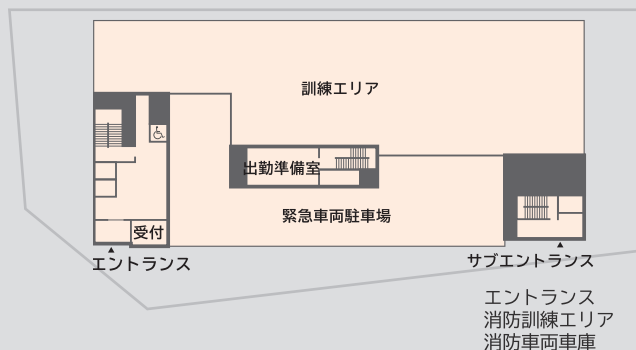 訓練エリア
出勤準備室
緊急車両駐車場
受付
エントランス
サブエントランス
エントランス
消防訓練エリア
消防車両車庫